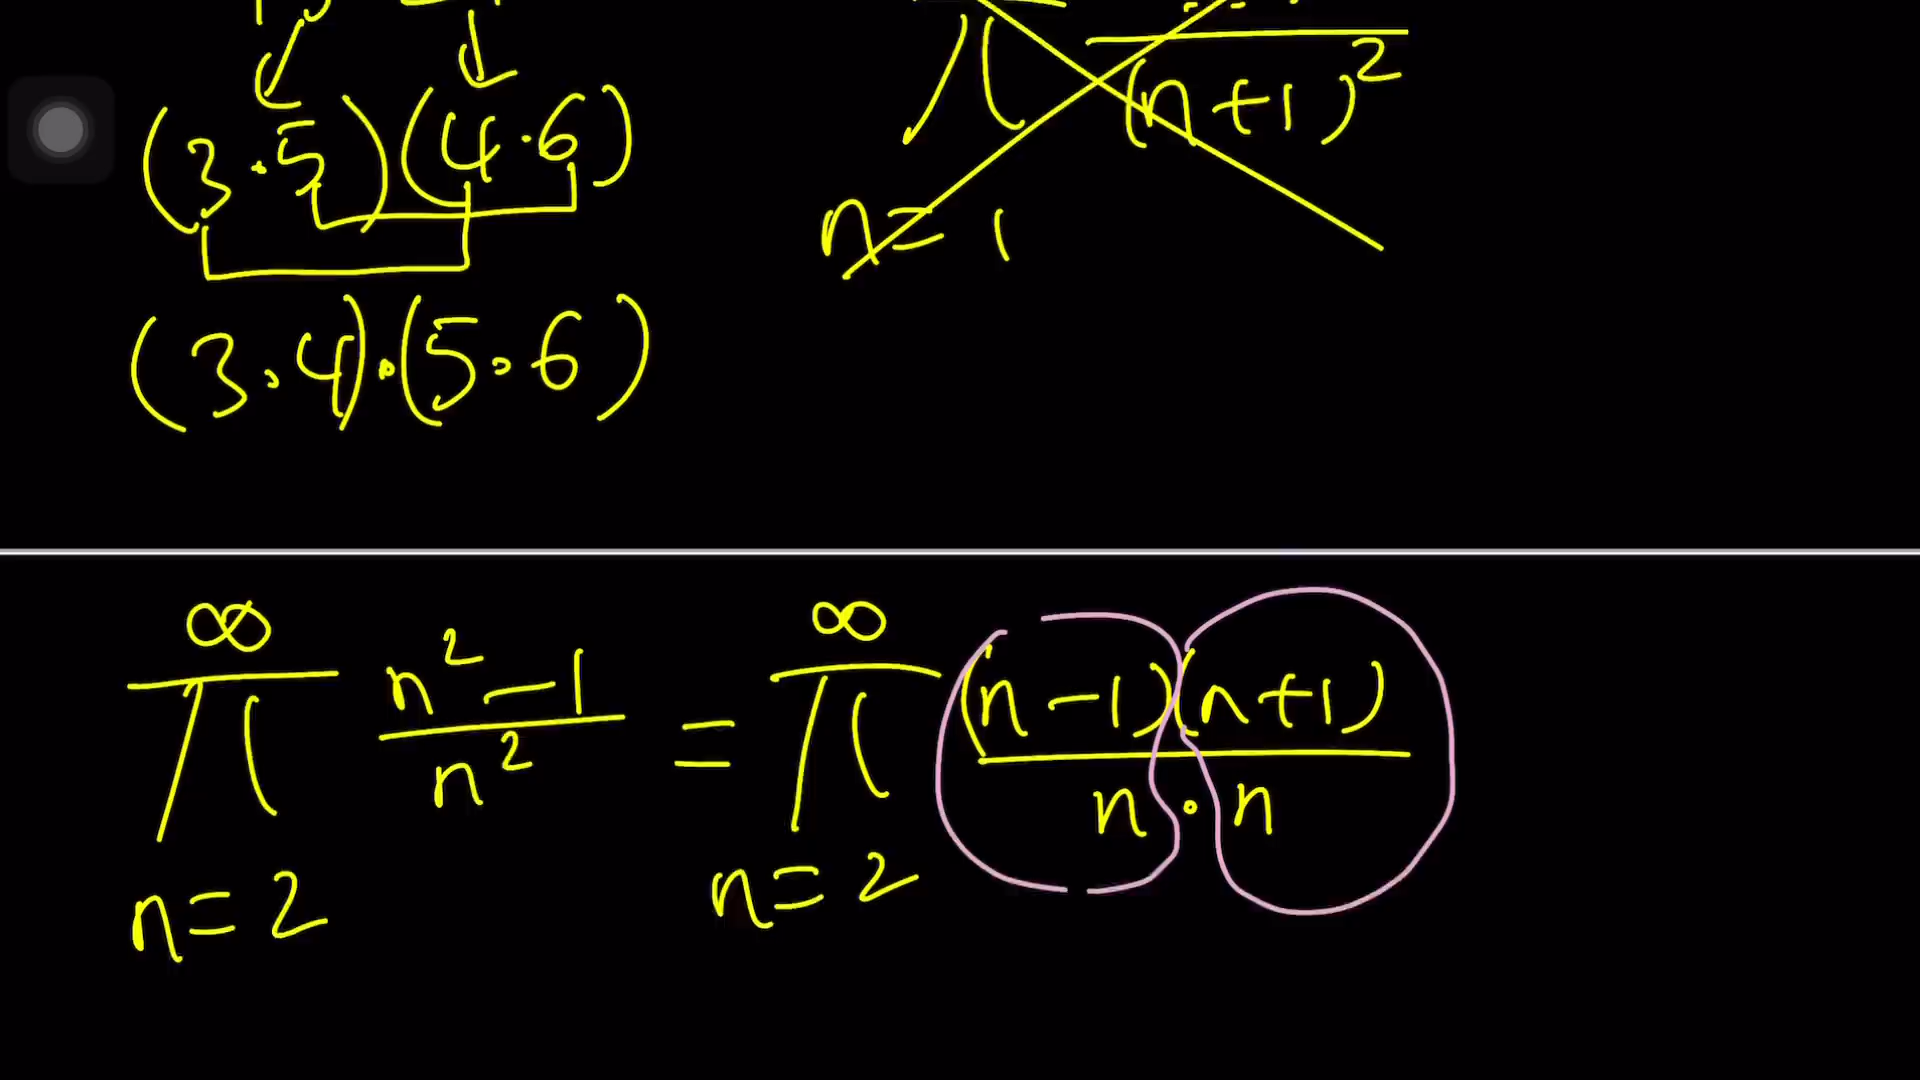 (3·5)(4·6)
(3·4)·(5·6)
π (n+1)²
n=1
∞ ∞
π n²-1 / n² = π (n-1)(n+1) / n·n
n=2 n=2